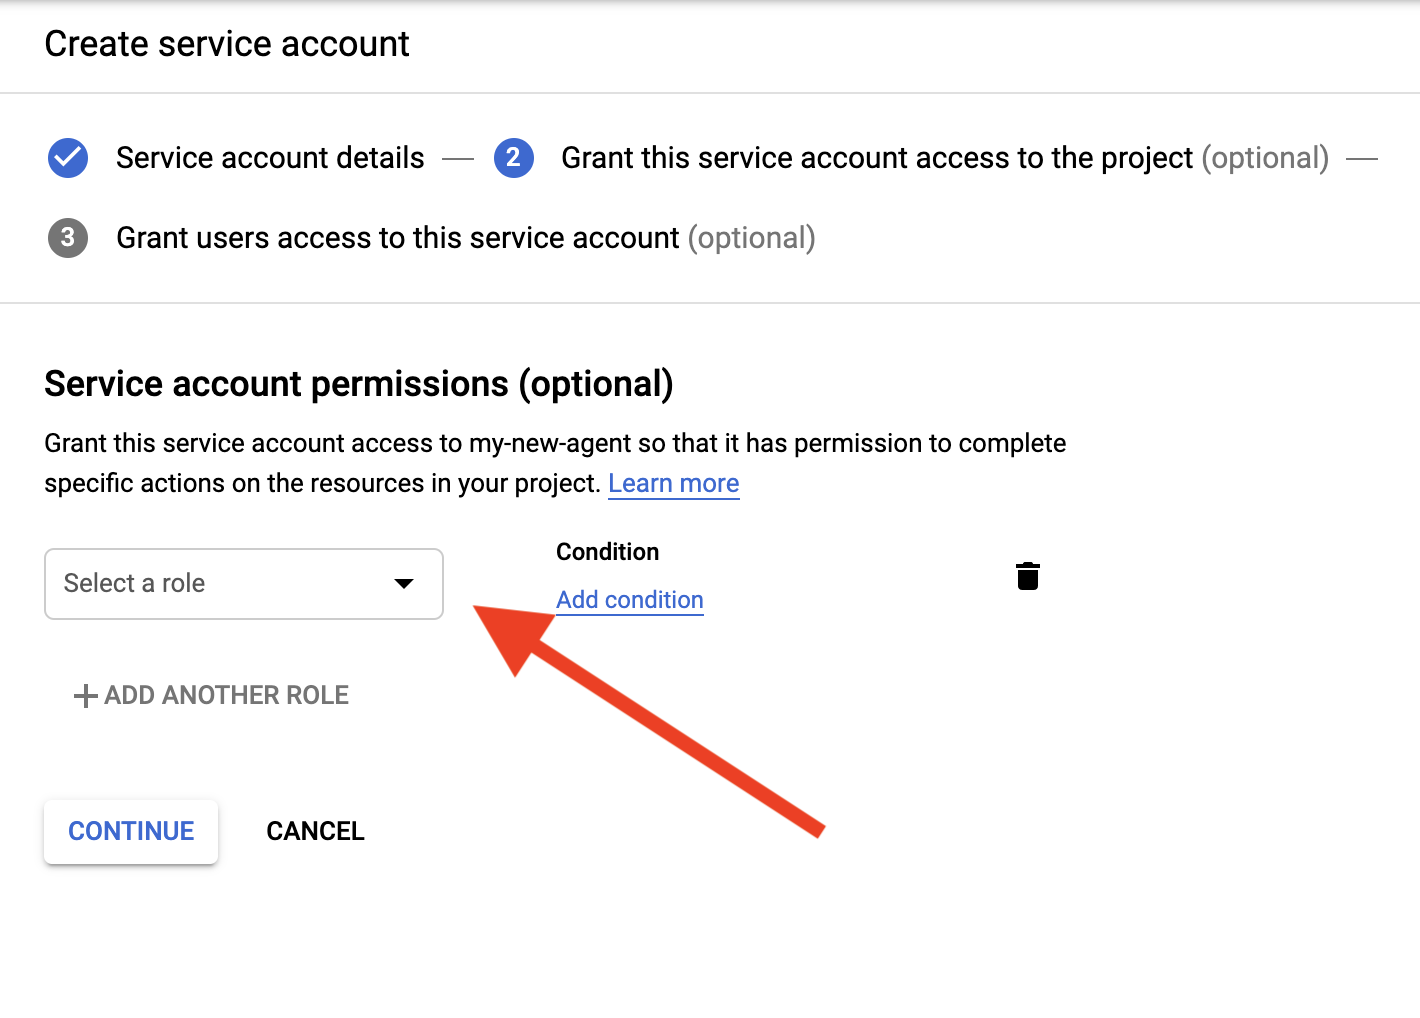 Create service account
Service account details
2 Grant this service account access to the project (optional)
3 Grant users access to this service account (optional)
Service account permissions (optional)
Grant this service account access to my-new-agent so that it has permission to complete
specific actions on the resources in your project. Learn more
Select a role
Condition
Add condition
ADD ANOTHER ROLE
CONTINUE
CANCEL